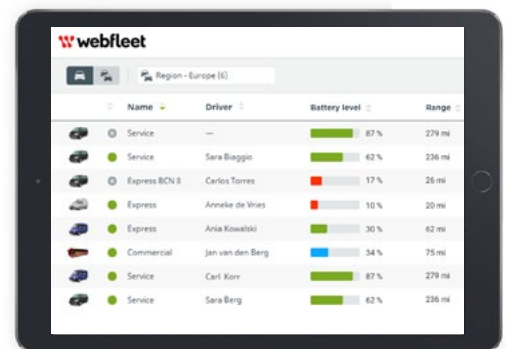 webfleet
Region - Europe (6)
Name Driver Battery level Range
Service — 87 % 279 mi
Service Sara Biaggio 62 % 236 mi
Express BCN II Carlos Torres 17 % 26 mi
Express Anneke de Vries 10 % 20 mi
Express Ania Kowalski 30 % 62 mi
Commercial Jan van den Berg 34 % 75 mi
Service Carl Korr 87 % 279 mi
Service Sara Berg 62 % 236 mi